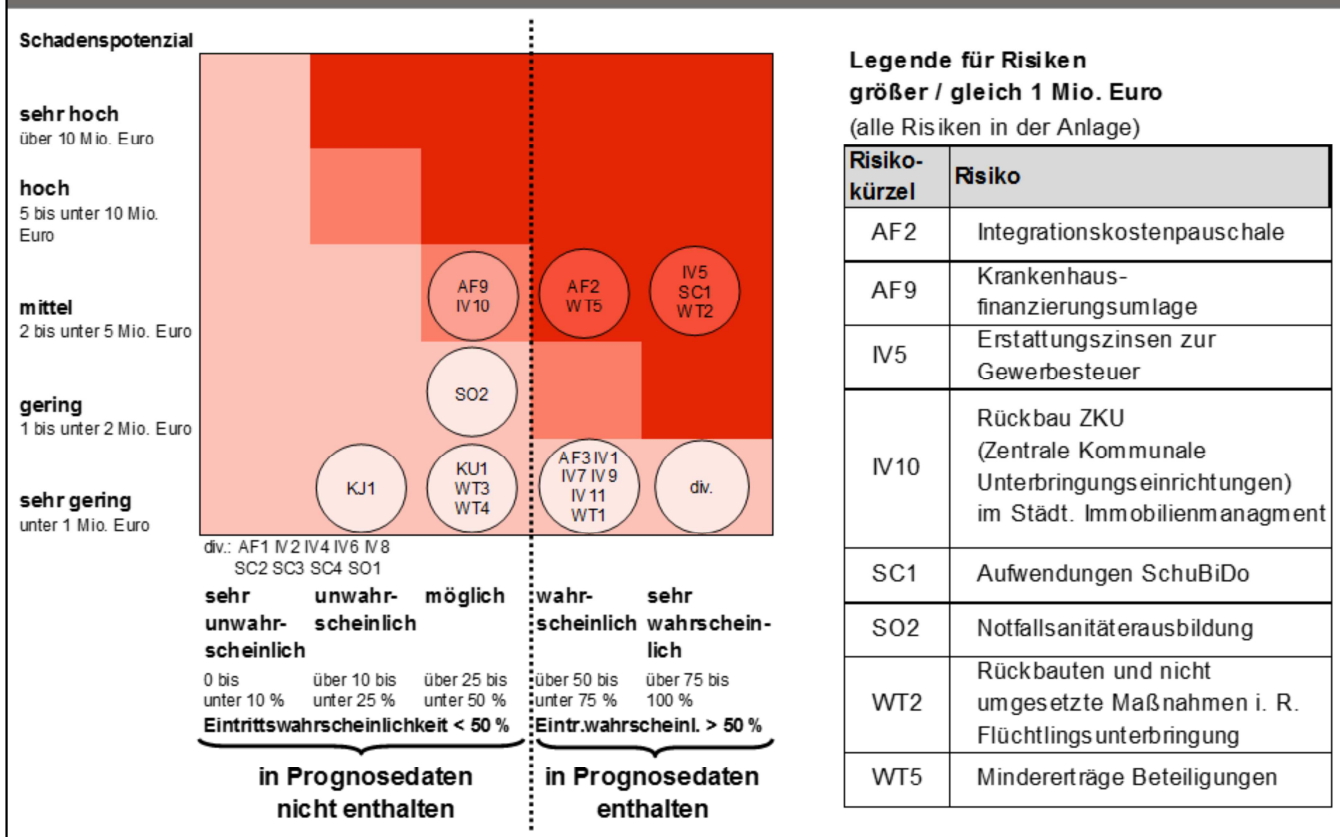 Schadenspotenzial
sehr hoch
über 10 Mio. Euro
hoch
5 bis unter 10 Mio.
Euro
mittel
2 bis unter 5 Mio. Euro
gering
1 bis unter 2 Mio. Euro
sehr gering
unter 1 Mio. Euro
AF9
IV10
AF2
WT5
IV5
SC1
WT2
SO2
KJ1
KU1
WT3
WT4
AF3 IV1
IV7 IV9
IV11
WT1
div.
div.: AF1 IV2 IV4 IV6 IV8
SC2 SC3 SC4 SO1
sehr
unwahr-
scheinlich
0 bis
unter 10 %
unwahr-
scheinlich
über 10 bis
unter 25 %
möglich
über 25 bis
unter 50 %
wahr-
scheinlich
über 50 bis
unter 75 %
sehr
wahrschein-
lich
über 75 bis
100 %
Eintrittswahrscheinlichkeit < 50 %
Eintr.wahrscheinl. > 50 %
in Prognosedaten
nicht enthalten
in Prognosedaten
enthalten
Legende für Risiken
größer / gleich 1 Mio. Euro
(alle Risiken in der Anlage)
Risiko-
kürzel
Risiko
AF2
Integrationskostenpauschale
AF9
Krankenhaus-
finanzierungsumlage
IV5
Erstattungszinsen zur
Gewerbesteuer
IV10
Rückbau ZKU
(Zentrale Kommunale
Unterbringungseinrichtungen)
im Städt. Immobilienmanagment
SC1
Aufwendungen SchuBiDo
SO2
Notfallsanitäterausbildung
WT2
Rückbauten und nicht
umgesetzte Maßnahmen i. R.
Flüchtlingsunterbringung
WT5
Mindererträge Beteiligungen